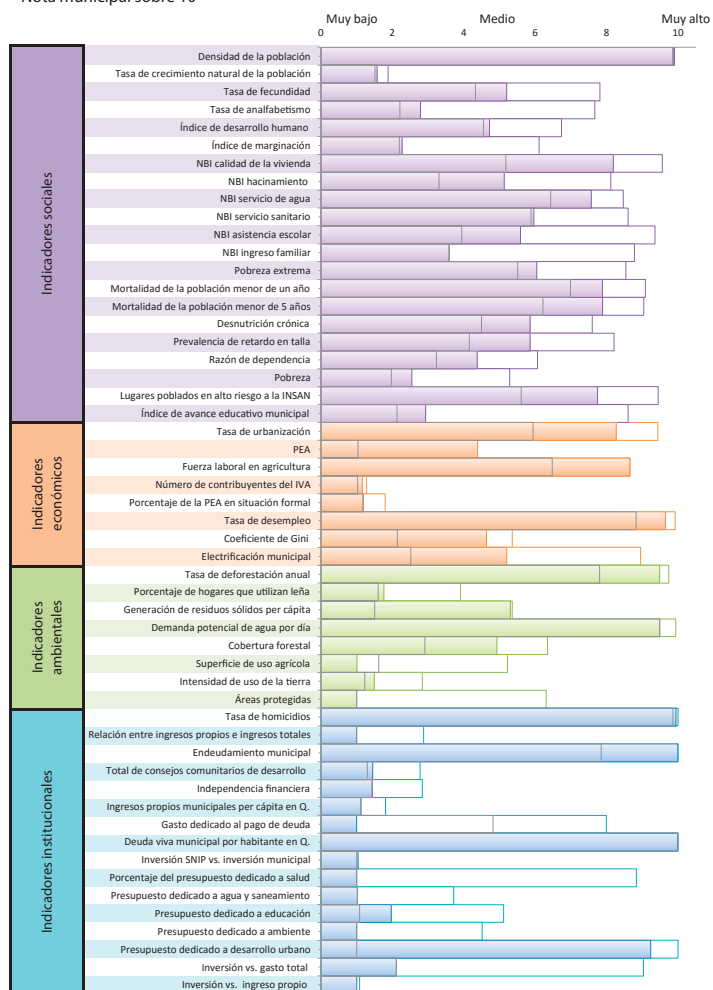 Nota municipal sobre 10
Muy bajo Medio Muy alto
0 2 4 6 8 10
Indicadores sociales
Densidad de la población
Tasa de crecimiento natural de la población
Tasa de fecundidad
Tasa de analfabetismo
Índice de desarrollo humano
Índice de marginación
NBI calidad de la vivienda
NBI hacinamiento
NBI servicio de agua
NBI servicio sanitario
NBI asistencia escolar
NBI ingreso familiar
Pobreza extrema
Mortalidad de la población menor de un año
Mortalidad de la población menor de 5 años
Desnutrición crónica
Prevalencia de retardo en talla
Razón de dependencia
Pobreza
Lugares poblados en alto riesgo a la INSAN
Índice de avance educativo municipal
Indicadores
económicos
Tasa de urbanización
PEA
Fuerza laboral en agricultura
Número de contribuyentes del IVA
Porcentaje de la PEA en situación formal
Tasa de desempleo
Coeficiente de Gini
Electrificación municipal
Indicadores
ambientales
Tasa de deforestación anual
Porcentaje de hogares que utilizan leña
Generación de residuos sólidos per cápita
Demanda potencial de agua por día
Cobertura forestal
Superficie de uso agrícola
Intensidad de uso de la tierra
Áreas protegidas
Indicadores institucionales
Tasa de homicidios
Relación entre ingresos propios e ingresos totales
Endeudamiento municipal
Total de consejos comunitarios de desarrollo
Independencia financiera
Ingresos propios municipales per cápita en Q.
Gasto dedicado al pago de deuda
Deuda viva municipal por habitante en Q.
Inversión SNIP vs. inversión municipal
Porcentaje del presupuesto dedicado a salud
Presupuesto dedicado a agua y saneamiento
Presupuesto dedicado a educación
Presupuesto dedicado a ambiente
Presupuesto dedicado a desarrollo urbano
Inversión vs. gasto total
Inversión vs. ingreso propio